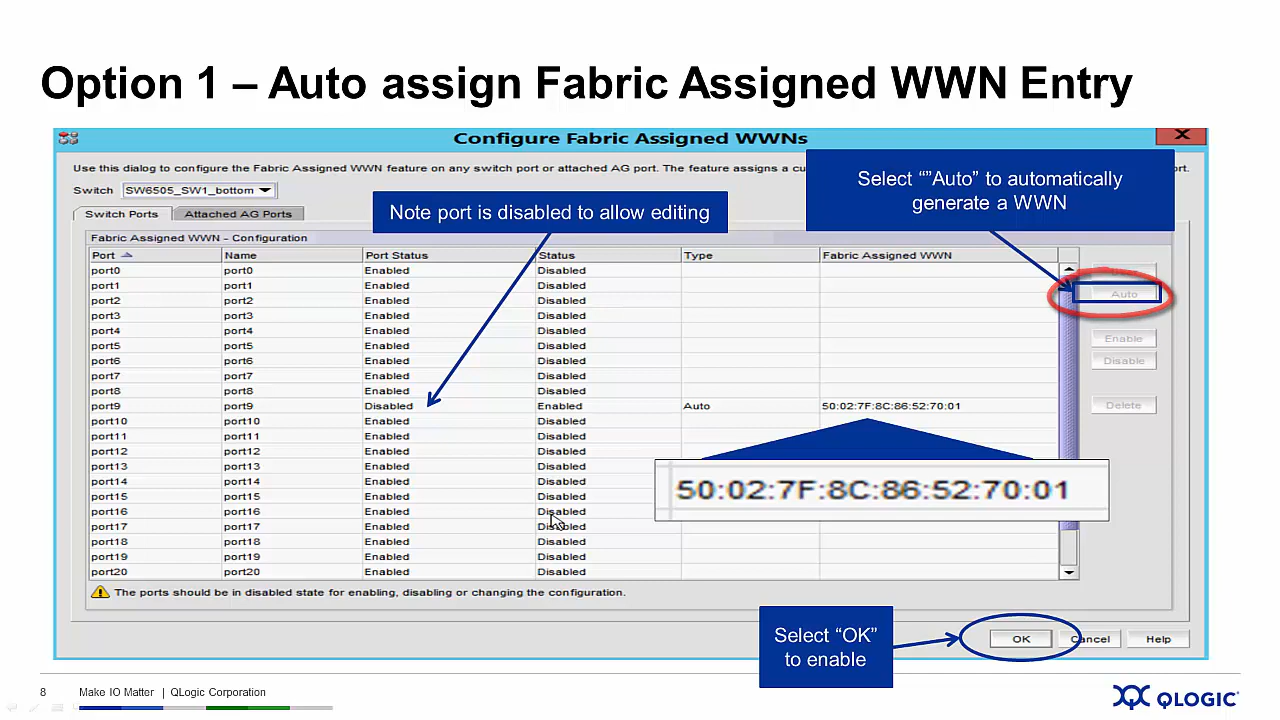 Option 1 – Auto assign Fabric Assigned WWN Entry
Configure Fabric Assigned WWNs
X
Use this dialog to configure the Fabric Assigned WWN feature on any switch port or attached AG port. The feature assigns a cu
rt.
Select “”Auto” to automatically
generate a WWN
Switch SW6505_SW1_bottom
Note port is disabled to allow editing
Switch Ports Attached AG Ports
Fabric Assigned WWN - Configuration
Port Name Port Status Status Type Fabric Assigned WWN
port0 port0 Enabled Disabled
port1 port1 Enabled Disabled
Auto
port2 port2 Enabled Disabled
port3 port3 Enabled Disabled
port4 port4 Enabled Disabled
Enable
port5 port5 Enabled Disabled
port6 port6 Enabled Disabled
Disable
port7 port7 Enabled Disabled
port8 port8 Enabled Disabled
port9 port9 Disabled Enabled Auto 50:02:7F:8C:86:52:70:01
Delete
port10 port10 Enabled Disabled
port11 port11 Enabled Disabled
port12 port12 Enabled Disabled
port13 port13 Enabled Disabled
port14 port14 Enabled Disabled
50:02:7F:8C:86:52:70:01
port15 port15 Enabled Disabled
port16 port16 Enabled Disabled
port17 port17 Enabled Disabled
port18 port18 Enabled Disabled
port19 port19 Enabled Disabled
port20 port20 Enabled Disabled
The ports should be in disabled state for enabling, disabling or changing the configuration.
Select “OK”
to enable
OK Cancel Help
8 Make IO Matter | QLogic Corporation
QLOGIC